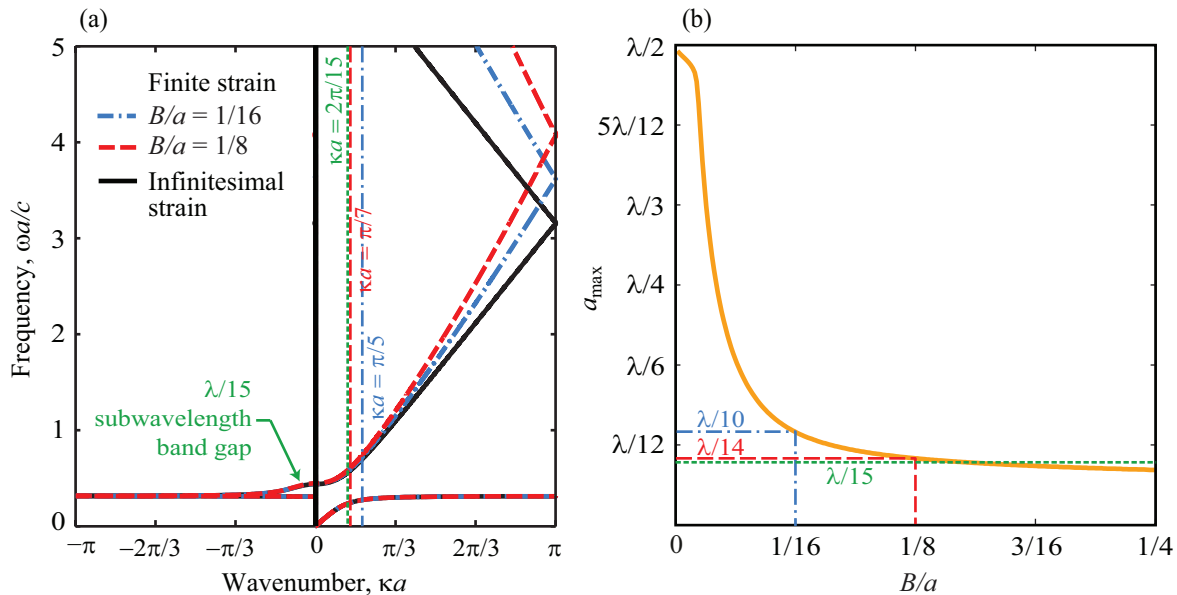 (a)
5
4
3
2
1
0
Frequency, ωa/c
Finite strain
B/a = 1/16
B/a = 1/8
Infinitesimal
strain
κa = 2π/15
κa = π/7
κa = π/5
λ/15
subwavelength
band gap
−π
−2π/3
−π/3
0
π/3
2π/3
π
Wavenumber, κa
(b)
λ/2
5λ/12
λ/3
λ/4
λ/6
λ/12
amax
λ/10
λ/14
λ/15
0
1/16
1/8
3/16
1/4
B/a